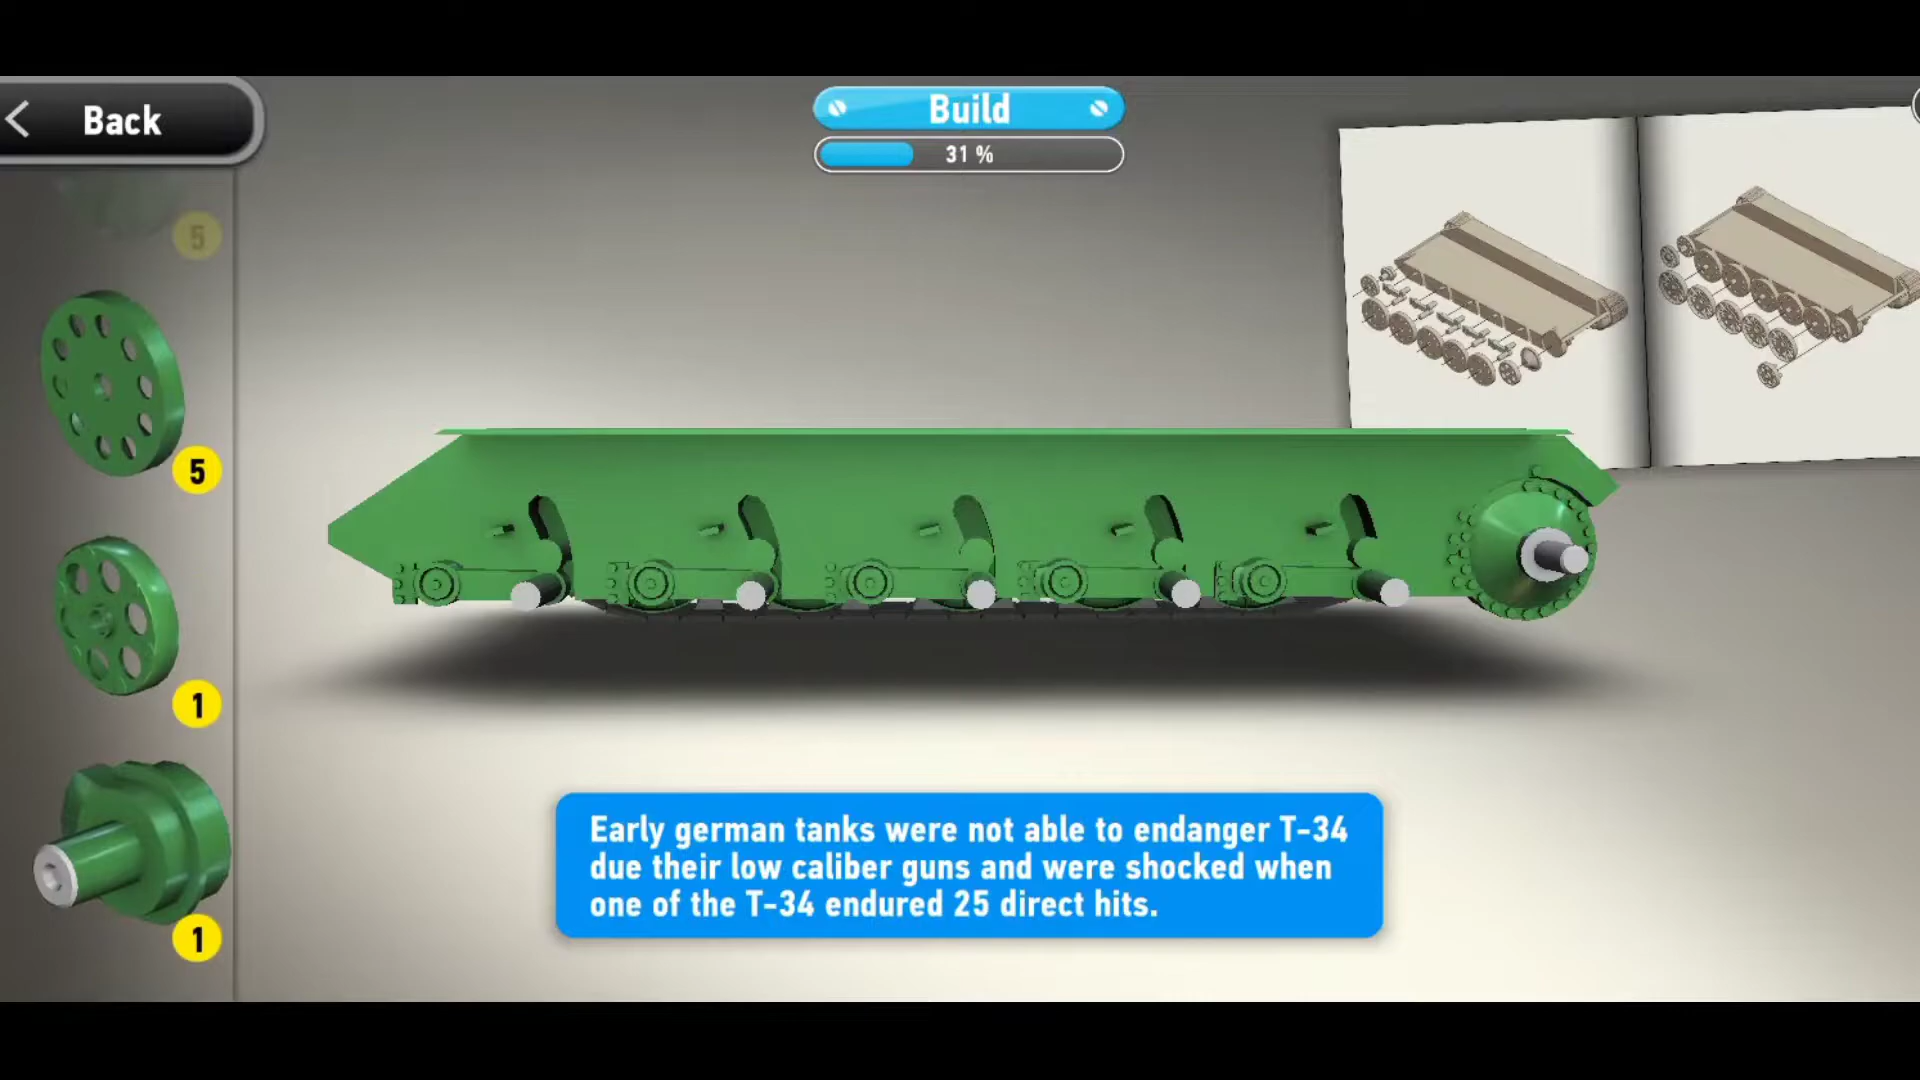 Back
Build
31 %
5
5
1
1
Early german tanks were not able to endanger T-34
due their low caliber guns and were shocked when
one of the T-34 endured 25 direct hits.